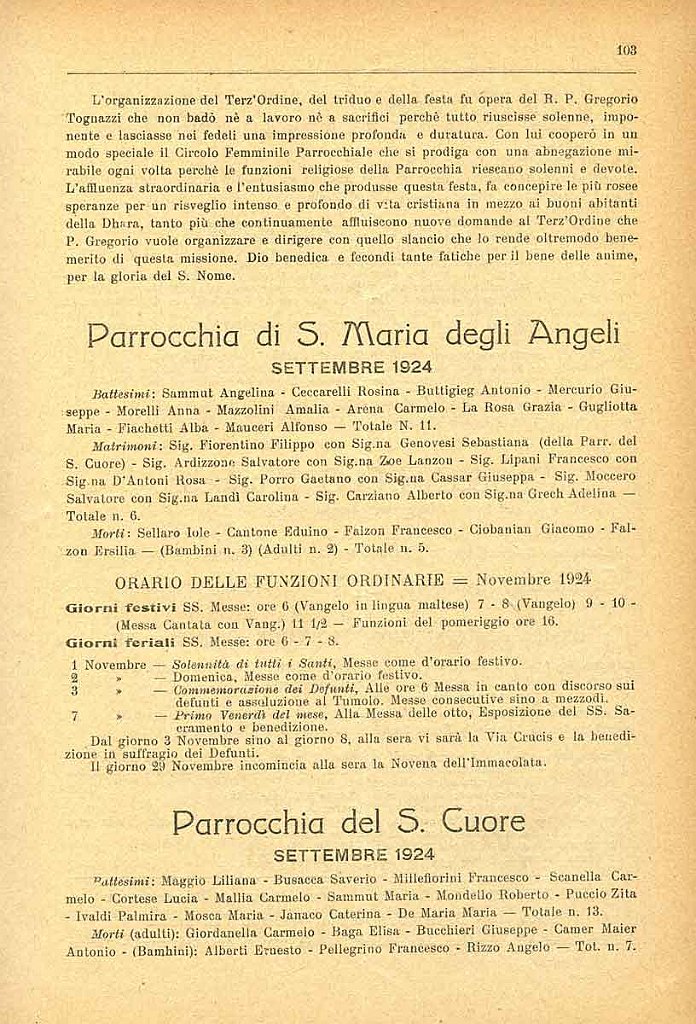 103
L'organizzazione del Terz'Ordine, del triduo e della festa fu opera del R. P. Gregorio
Tognazzi che non badò nè a lavoro nè a sacrifici perchè tutto riuscisse solenne, impo-
nente e lasciasse nei fedeli una impressione profonda e duratura. Con lui cooperò in un
modo speciale il Circolo Femminile Parrocchiale che si prodiga con una abnegazione mi-
rabile ogni volta perchè le funzioni religiose della Parrocchia riescano solenni e devote.
L'affluenza straordinaria e l'entusiasmo che produsse questa festa, fa concepire le più rosee
speranze per un risveglio intenso e profondo di vita cristiana in mezzo ai buoni abitanti
della Dhara, tanto più che continuamente affluiscono nuove domande al Terz'Ordine che
P. Gregorio vuole organizzare e dirigere con quello slancio che lo rende oltremodo bene-
merito di questa missione. Dio benedica e fecondi tante fatiche per il bene delle anime,
per la gloria del S. Nome.
Parrocchia di S. Maria degli Angeli
SETTEMBRE 1924
Battesimi: Sammut Angelina - Ceccarelli Rosina - Buttigieg Antonio - Mercurio Giu-
seppe - Morelli Anna - Mazzolini Amalia - Arena Carmelo - La Rosa Grazia - Gugliotta
Maria - Fiachetti Alba - Mauceri Alfonso — Totale N. 11.
Matrimoni: Sig. Fiorentino Filippo con Sig.na Genovesi Sebastiana (della Parr. del
S. Cuore) - Sig. Ardizzone Salvatore con Sig.na Zoe Lanzon - Sig. Lipani Francesco con
Sig.na D'Antoni Rosa - Sig. Porro Gaetano con Sig.na Cassar Giuseppa - Sig. Moccero
Salvatore con Sig.na Landi Carolina - Sig. Carziano Alberto con Sig.na Grech Adelina —
Totale n. 6.
Morti: Sellaro Iole - Cantone Eduino - Falzon Francesco - Ciobanian Giacomo - Fal-
zon Ersilia — (Bambini n. 3) (Adulti n. 2) - Totale n. 5.
ORARIO DELLE FUNZIONI ORDINARIE = Novembre 1924
Giorni festivi SS. Messe: ore 6 (Vangelo in lingua maltese) 7 - 8 (Vangelo) 9 - 10 -
(Messa Cantata con Vang.) 11 1/2 — Funzioni del pomeriggio ore 16.
Giorni feriali SS. Messe: ore 6 - 7 - 8.
1 Novembre — Solennità di tutti i Santi, Messe come d'orario festivo.
2 » — Domenica, Messe come d'orario festivo.
3 » — Commemorazione dei Defunti, Alle ore 6 Messa in canto con discorso sui
defunti e assoluzione al Tumolo. Messe consecutive sino a mezzodì.
7 » — Primo Venerdì del mese, Alla Messa delle otto, Esposizione del SS. Sa-
cramento e benedizione.
Dal giorno 3 Novembre sino al giorno 8, alla sera vi sarà la Via Crucis e la benedi-
zione in suffragio dei Defunti.
Il giorno 29 Novembre incomincia alla sera la Novena dell'Immacolata.
Parrocchia del S. Cuore
SETTEMBRE 1924
Battesimi: Maggio Liliana - Busacca Saverio - Millefiorini Francesco - Scanella Car-
melo - Cortese Lucia - Mallia Carmelo - Sammut Maria - Mondello Roberto - Puccio Zita
- Ivaldi Palmira - Mosca Maria - Janaco Caterina - De Maria Maria — Totale n. 13.
Morti (adulti): Giordanella Carmelo - Baga Elisa - Bucchieri Giuseppe - Camer Maier
Antonio - (Bambini): Alberti Ernesto - Pellegrino Francesco - Rizzo Angelo — Tot. n. 7.